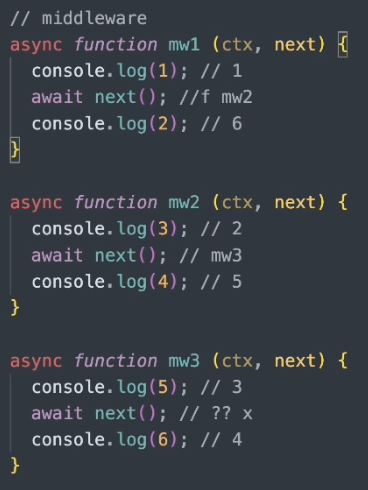 // middleware
async function mw1 (ctx, next) {
console.log(1); // 1
await next(); //f mw2
console.log(2); // 6
}
async function mw2 (ctx, next) {
console.log(3); // 2
await next(); // mw3
console.log(4); // 5
}
async function mw3 (ctx, next) {
console.log(5); // 3
await next(); // ?? x
console.log(6); // 4
}